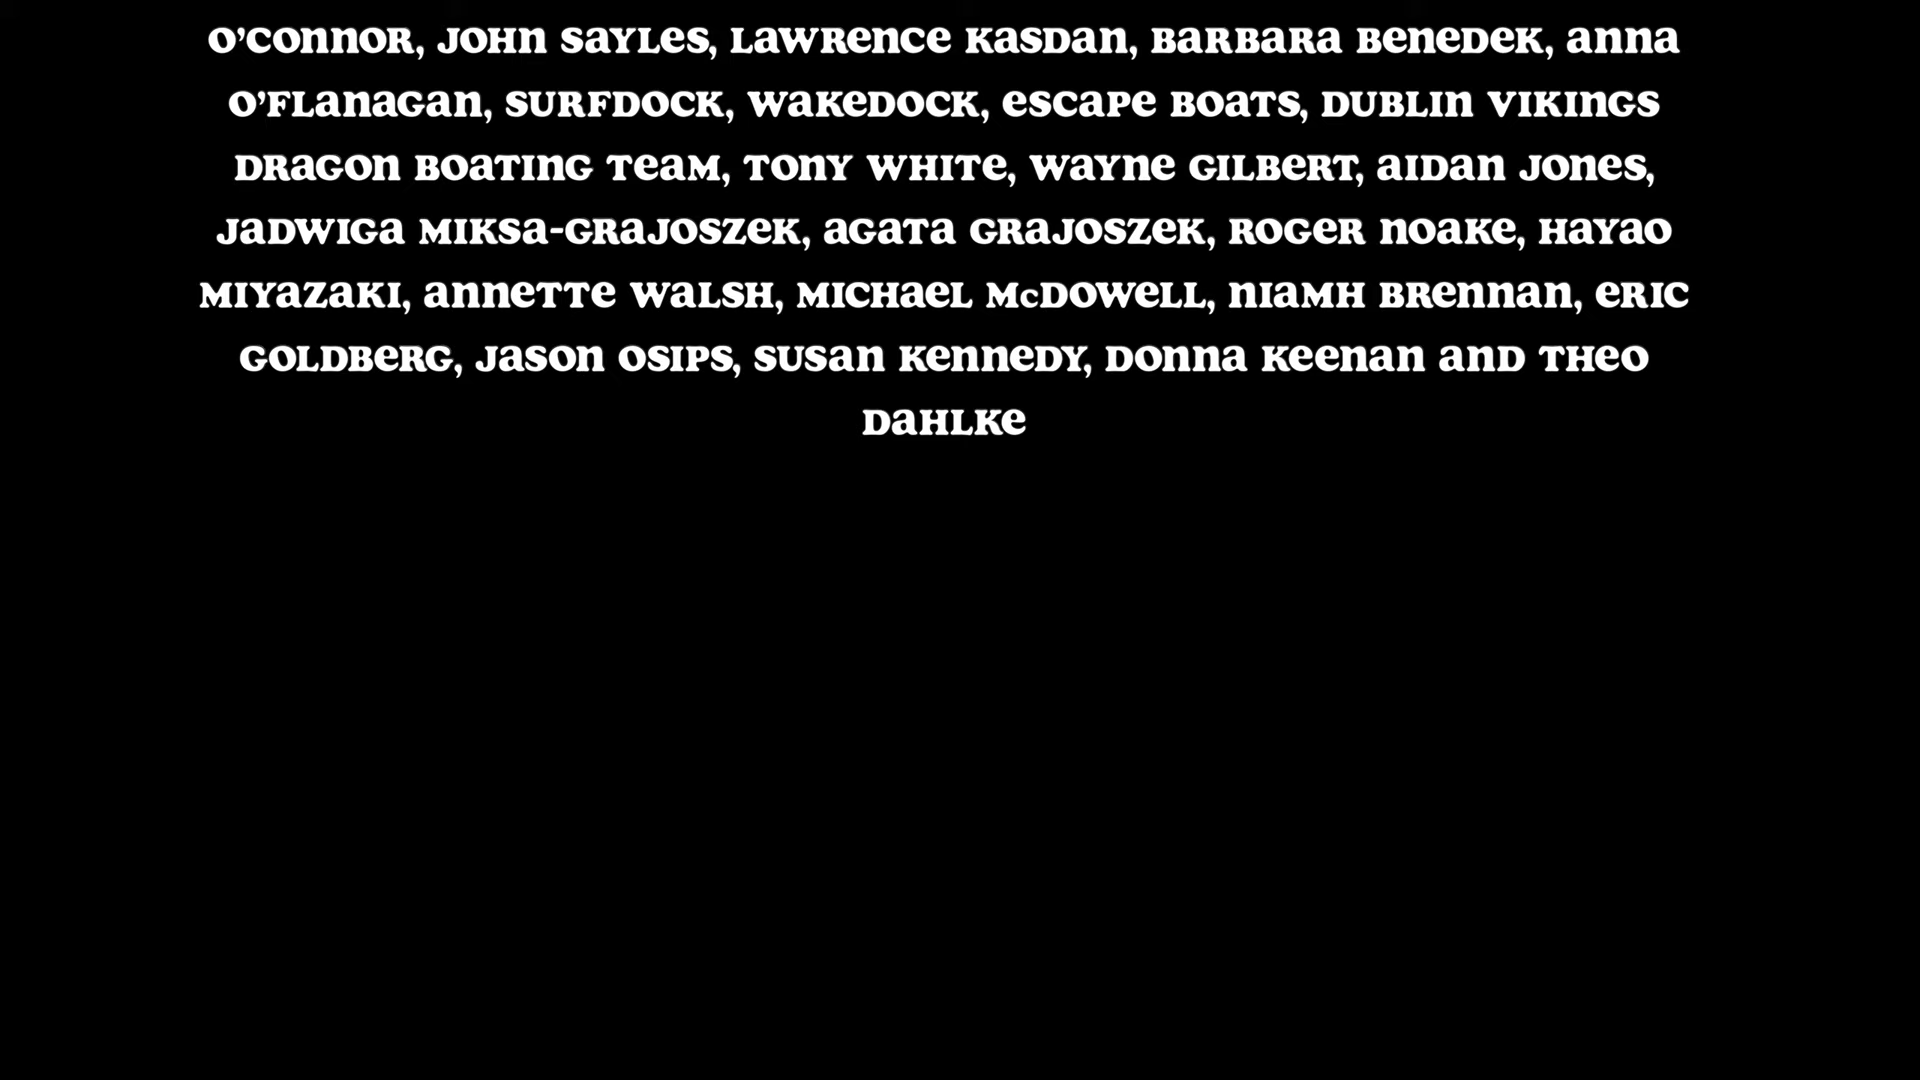 O'CONNOR, JOHN SAYLES, LAWRENCE KASDAN, BARBARA BENEDEK, ANNA
O'FLANAGAN, SURFDOCK, WAKEDOCK, ESCAPE BOATS, DUBLIN VIKINGS
DRAGON BOATING TEAM, TONY WHITE, WAYNE GILBERT, AIDAN JONES,
JADWIGA MIKSA-GRAJOSZEK, AGATA GRAJOSZEK, ROGER NOAKE, HAYAO
MIYAZAKI, ANNETTE WALSH, MICHAEL McDOWELL, NIAMH BRENNAN, ERIC
GOLDBERG, JASON OSIPS, SUSAN KENNEDY, DONNA KEENAN AND THEO
DAHLKE